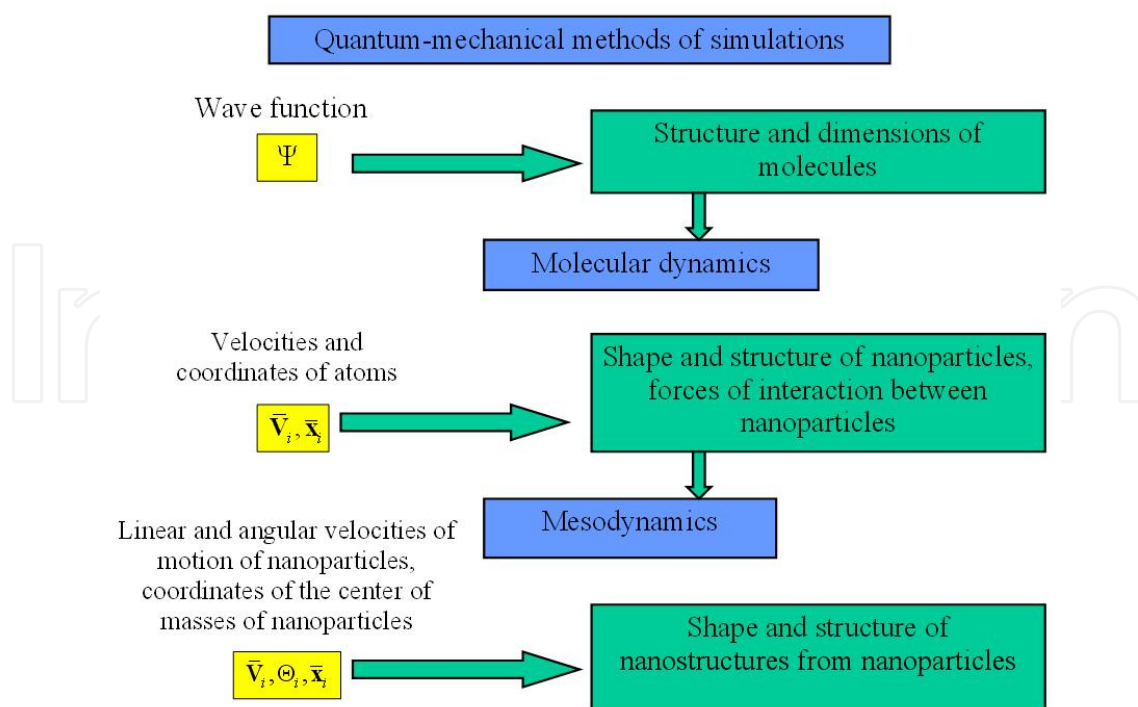 Quantum-mechanical methods of simulations
Wave function
Ψ
Structure and dimensions of
molecules
Molecular dynamics
Velocities and
coordinates of atoms
V̄ᵢ, x̄ᵢ
Shape and structure of nanoparticles,
forces of interaction between
nanoparticles
Mesodynamics
Linear and angular velocities of
motion of nanoparticles,
coordinates of the center of
masses of nanoparticles
V̄ᵢ, Θᵢ, x̄ᵢ
Shape and structure of
nanostructures from nanoparticles